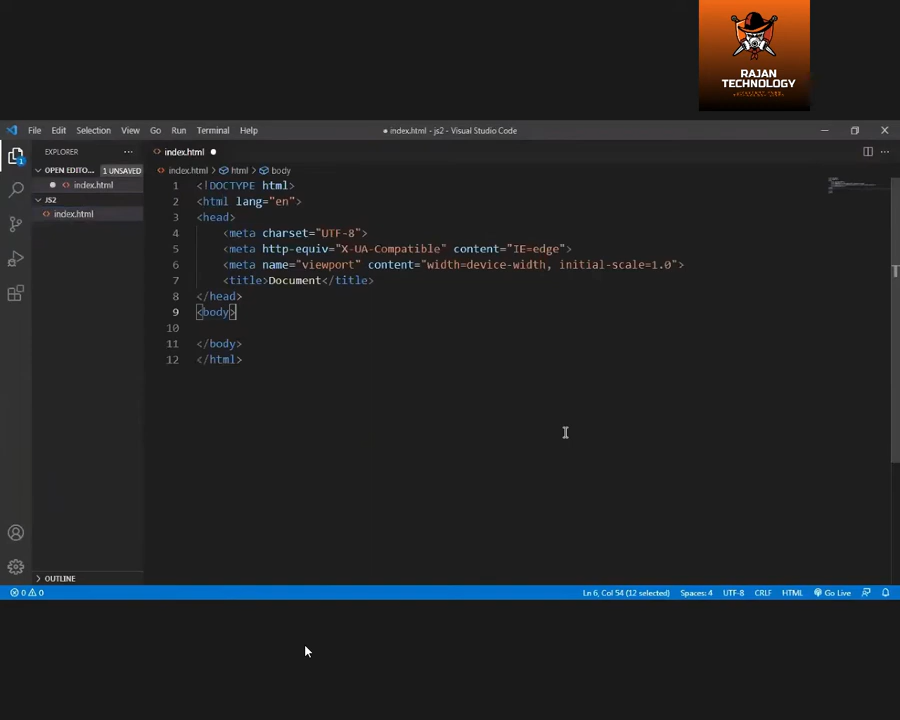 RAJAN
TECHNOLOGY
File Edit Selection View Go Run Terminal Help
● index.html - js2 - Visual Studio Code
EXPLORER ···
index.html ●
OPEN EDITO... 1 UNSAVED
index.html > html > body
● index.html
JS2
index.html
1 <!DOCTYPE html>
2 <html lang="en">
3 <head>
4 <meta charset="UTF-8">
5 <meta http-equiv="X-UA-Compatible" content="IE=edge">
6 <meta name="viewport" content="width=device-width, initial-scale=1.0">
7 <title>Document</title>
8 </head>
9 <body>
10
11 </body>
12 </html>
1
OUTLINE
0 0 Ln 6, Col 54 (12 selected) Spaces: 4 UTF-8 CRLF HTML Go Live